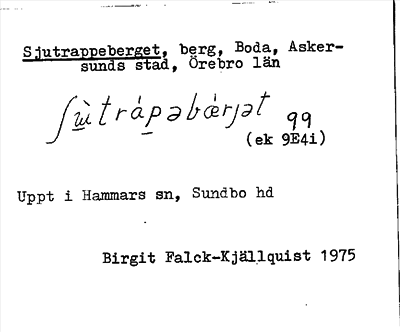 Sjutrappeberget, berg, Boda, Asker-
sunds stad, Örebro län
99
(ek 9E4i)
Uppt i Hammars sn, Sundbo hd
Birgit Falck-Kjällquist 1975